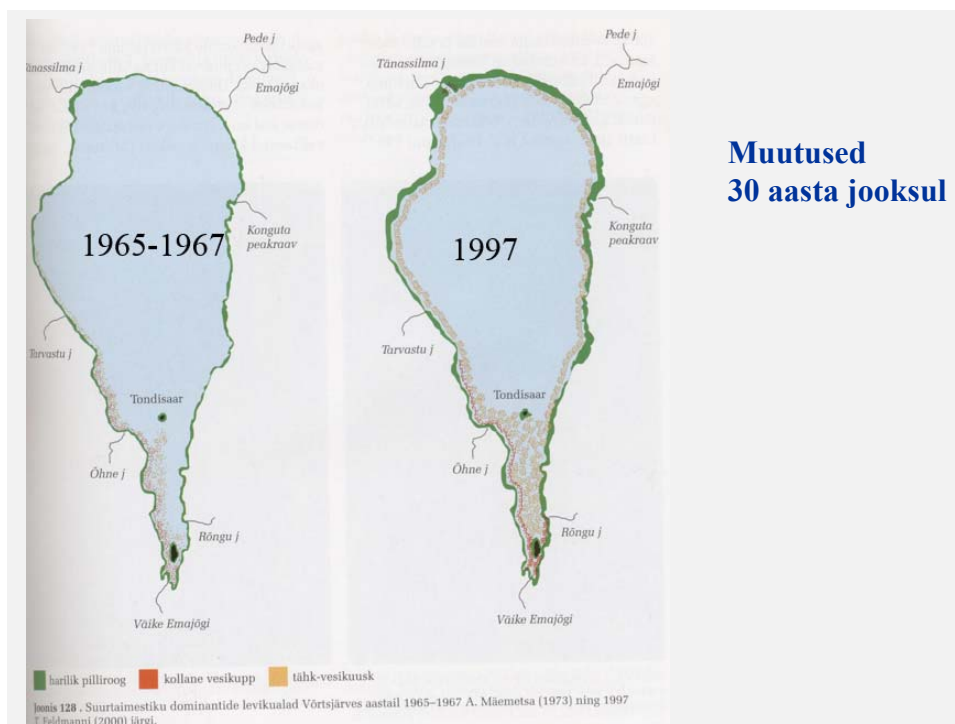 Pede j
Tänassilma j
Emajõgi
1965-1967
Konguta
peakraav
Tarvastu j
Tondisaar
Õhne j
Rõngu j
Väike Emajõgi
Pede j
Tänassilma j
Emajõgi
1997
Konguta
peakraav
Tarvastu j
Tondisaar
Õhne j
Rõngu j
Väike Emajõgi
Muutused
30 aasta jooksul
harilik pilliroog kollane vesikupp tähk-vesikuusk
Joonis 128 . Suurtaimestiku dominantide levikualad Võrtsjärves aastail 1965–1967 A. Mäemetsa (1973) ning 1997
T. Feldmanni (2000) järgi.